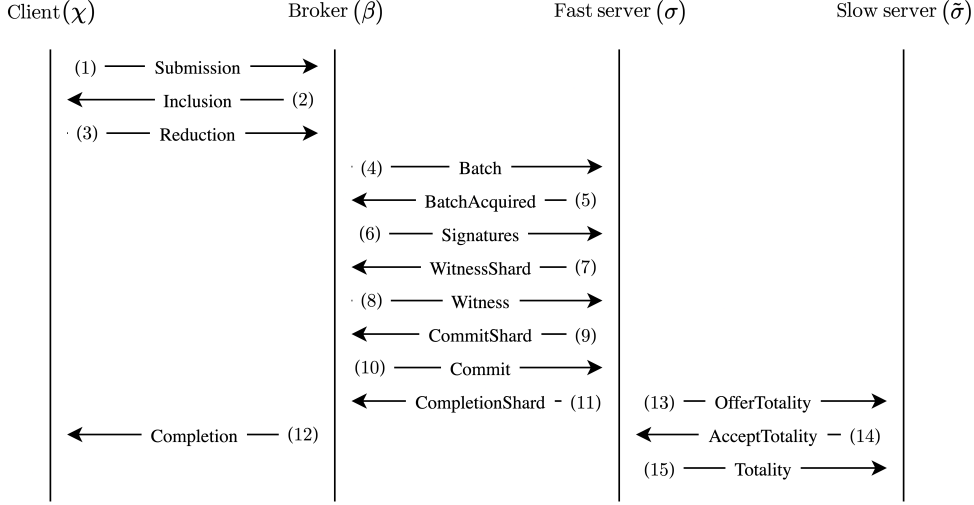 Client(χ) Broker (β) Fast server (σ) Slow server (σ̃)
(1) Submission
Inclusion (2)
(3) Reduction
(4) Batch
BatchAcquired (5)
(6) Signatures
WitnessShard (7)
(8) Witness
CommitShard (9)
(10) Commit
CompletionShard (11) (13) OfferTotality
Completion (12) AcceptTotality (14)
(15) Totality